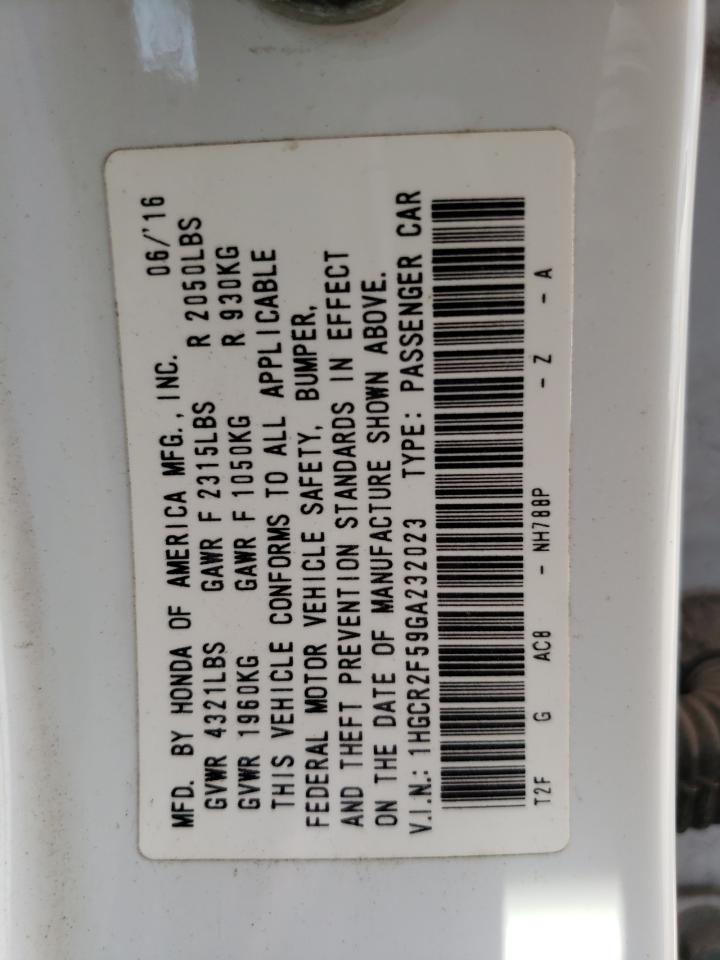 MFD. BY HONDA OF AMERICA MFG., INC. 06/'16
GVWR 4321LBS GAWR F 2315LBS R 2050LBS
GVWR 1960KG GAWR F 1050KG R 930KG
THIS VEHICLE CONFORMS TO ALL APPLICABLE
FEDERAL MOTOR VEHICLE SAFETY, BUMPER,
AND THEFT PREVENTION STANDARDS IN EFFECT
ON THE DATE OF MANUFACTURE SHOWN ABOVE.
V.I.N.: 1HGCR2F59GA232023 TYPE: PASSENGER CAR
T2F G AC8 - NH788P - Z - A